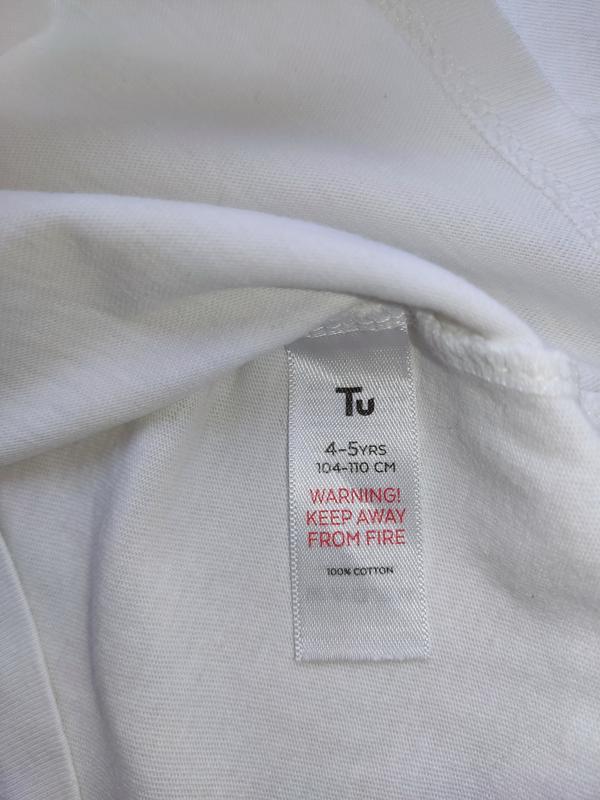 Tu
4-5YRS
104-110 CM
WARNING!
KEEP AWAY
FROM FIRE
100% COTTON